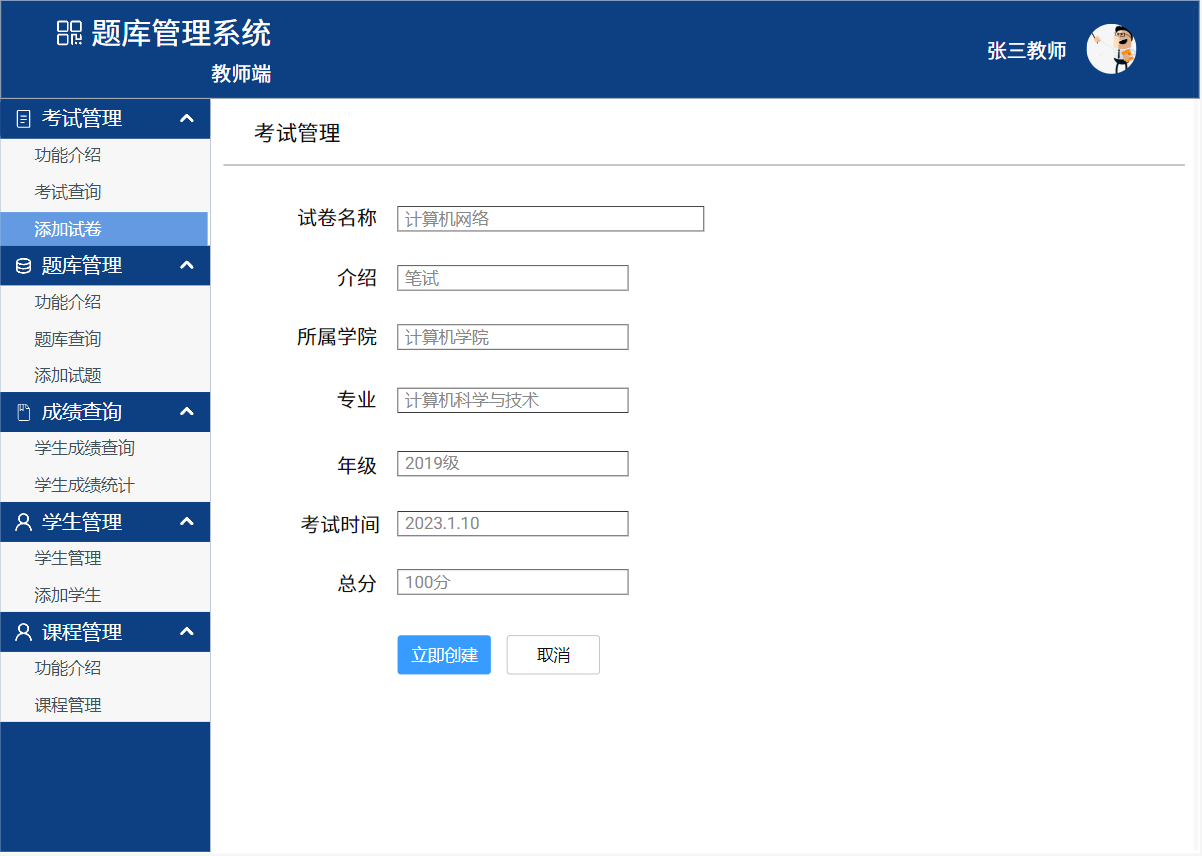 题库管理系统
教师端
张三教师
考试管理
功能介绍
考试查询
添加试卷
题库管理
功能介绍
题库查询
添加试题
成绩查询
学生成绩查询
学生成绩统计
学生管理
学生管理
添加学生
课程管理
功能介绍
课程管理
考试管理
试卷名称 计算机网络
介绍 笔试
所属学院 计算机学院
专业 计算机科学与技术
年级 2019级
考试时间 2023.1.10
总分 100分
立即创建 取消